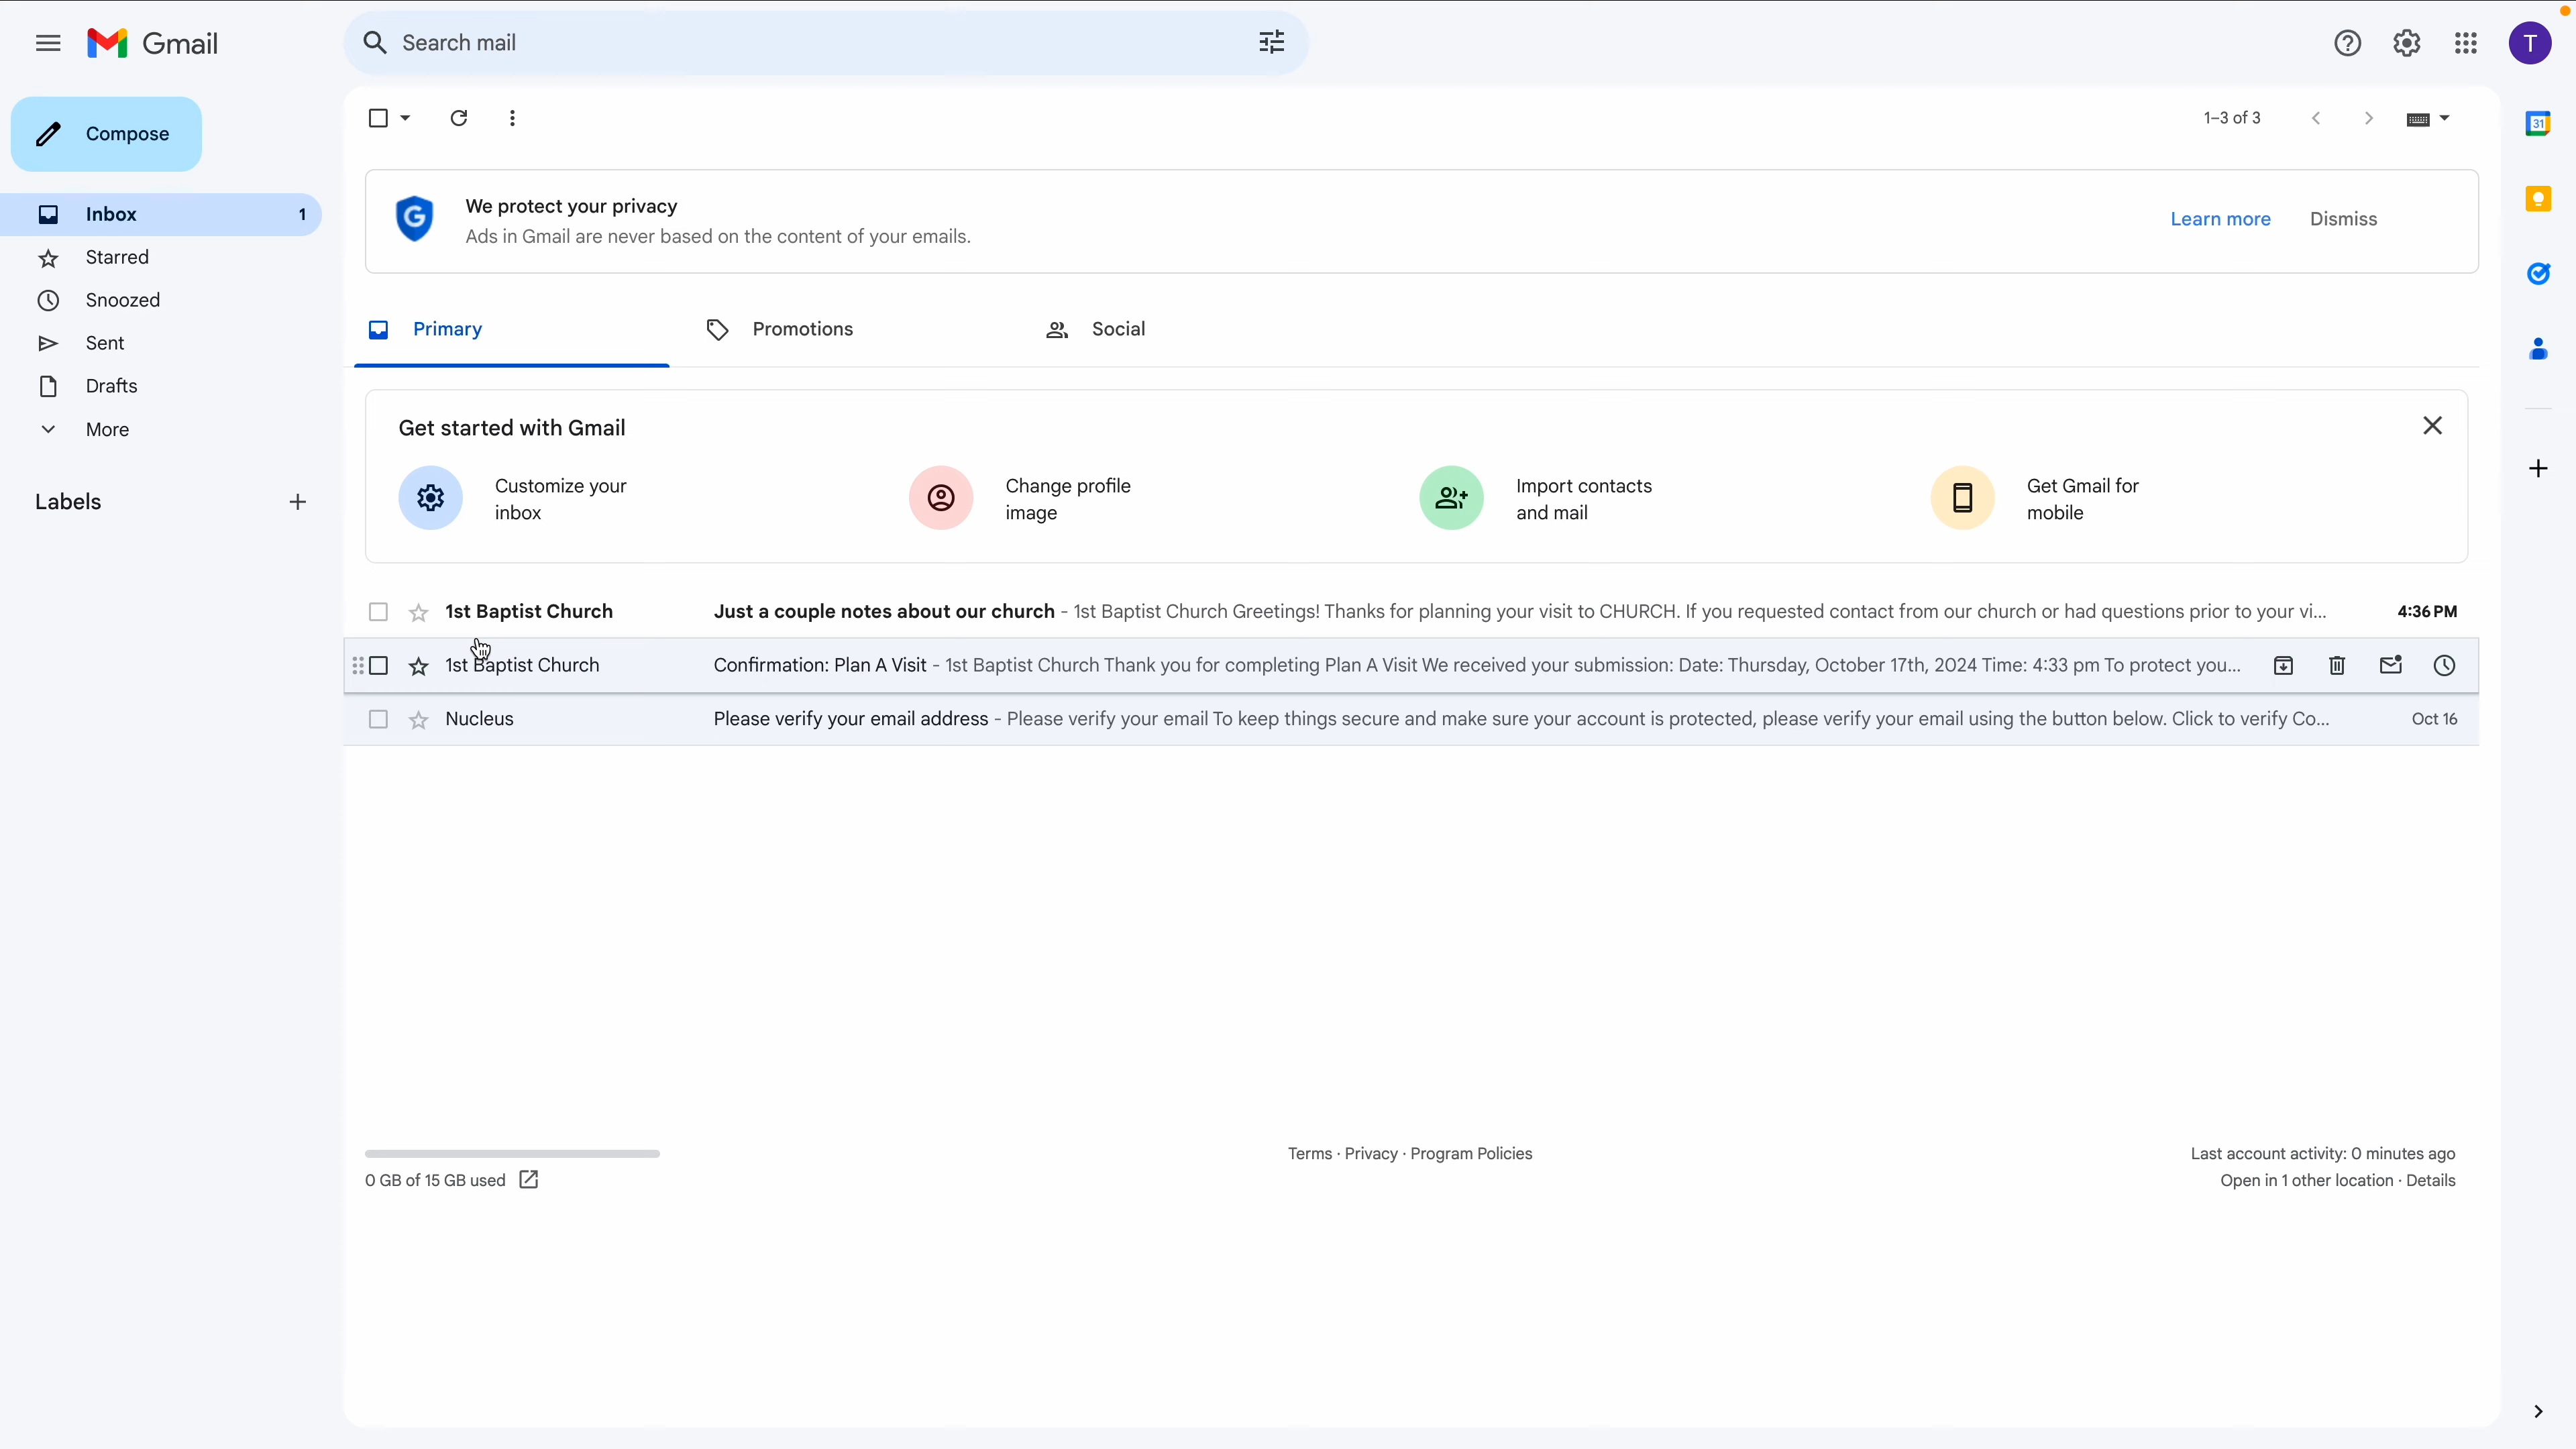 Gmail
Search mail
T
Compose
1–3 of 3
31
Inbox 1
Starred
Snoozed
Sent
Drafts
More
Labels
We protect your privacy
Ads in Gmail are never based on the content of your emails.
Learn more Dismiss
Primary Promotions Social
Get started with Gmail
Customize your
inbox
Change profile
image
Import contacts
and mail
Get Gmail for
mobile
1st Baptist Church Just a couple notes about our church - 1st Baptist Church Greetings! Thanks for planning your visit to CHURCH. If you requested contact from our church or had questions prior to your vi... 4:36 PM
1st Baptist Church Confirmation: Plan A Visit - 1st Baptist Church Thank you for completing Plan A Visit We received your submission: Date: Thursday, October 17th, 2024 Time: 4:33 pm To protect you...
Nucleus Please verify your email address - Please verify your email To keep things secure and make sure your account is protected, please verify your email using the button below. Click to verify Co... Oct 16
0 GB of 15 GB used
Terms · Privacy · Program Policies
Last account activity: 0 minutes ago
Open in 1 other location · Details